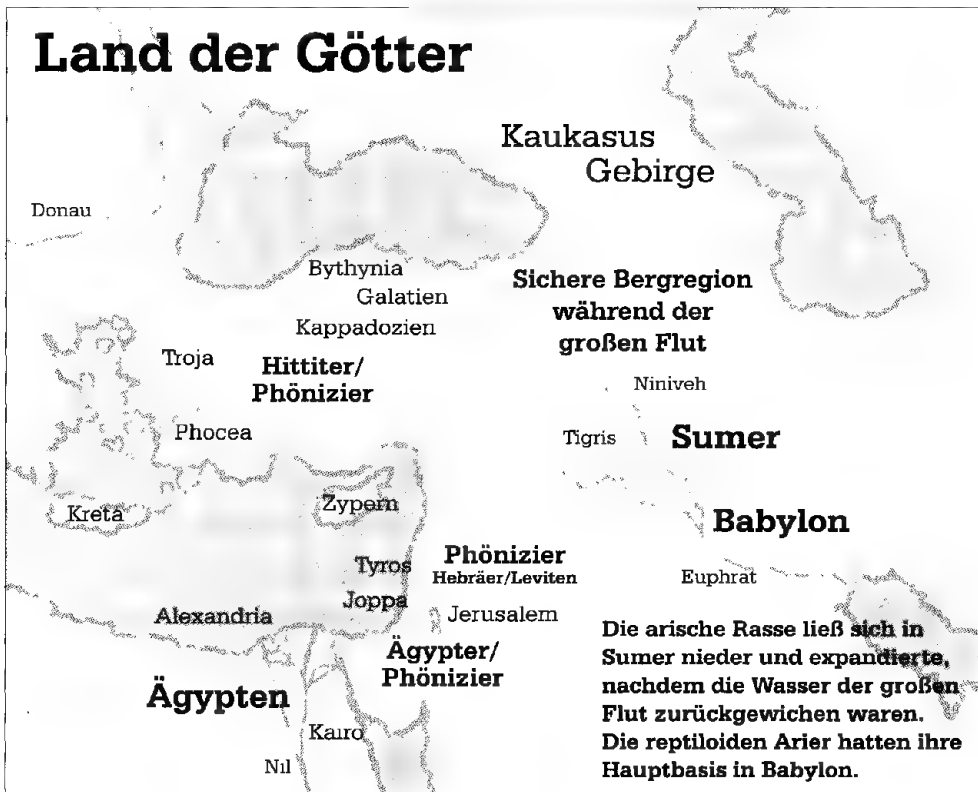 Land der Götter
Kaukasus
Gebirge
Donau
Bythynia
Galatien
Kappadozien
Sichere Bergregion
während der
großen Flut
Troja
Hittiter/
Phönizier
Niniveh
Phocea
Tigris
Sumer
Kreta
Zypern
Babylon
Tyros
Phönizier
Hebräer/Leviten
Euphrat
Joppa
Jerusalem
Alexandria
Ägypter/
Phönizier
Ägypten
Kairo
Nil
Die arische Rasse ließ sich in
Sumer nieder und expandierte,
nachdem die Wasser der großen
Flut zurückgewichen waren.
Die reptiloiden Arier hatten ihre
Hauptbasis in Babylon.